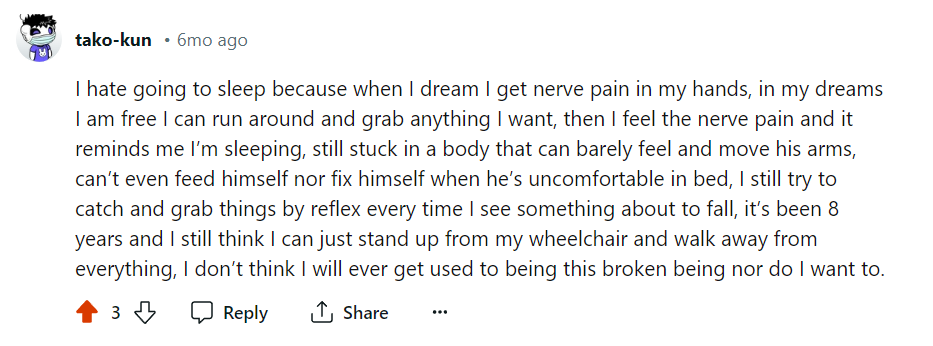 tako-kun • 6mo ago
I hate going to sleep because when I dream I get nerve pain in my hands, in my dreams
I am free I can run around and grab anything I want, then I feel the nerve pain and it
reminds me I’m sleeping, still stuck in a body that can barely feel and move his arms,
can’t even feed himself nor fix himself when he’s uncomfortable in bed, I still try to
catch and grab things by reflex every time I see something about to fall, it’s been 8
years and I still think I can just stand up from my wheelchair and walk away from
everything, I don’t think I will ever get used to being this broken being nor do I want to.
3 Reply Share ···